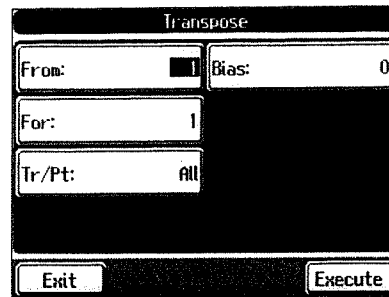 Transpose
From: 1 Bias: 0
For: 1
Tr/Pt: All
Exit Execute